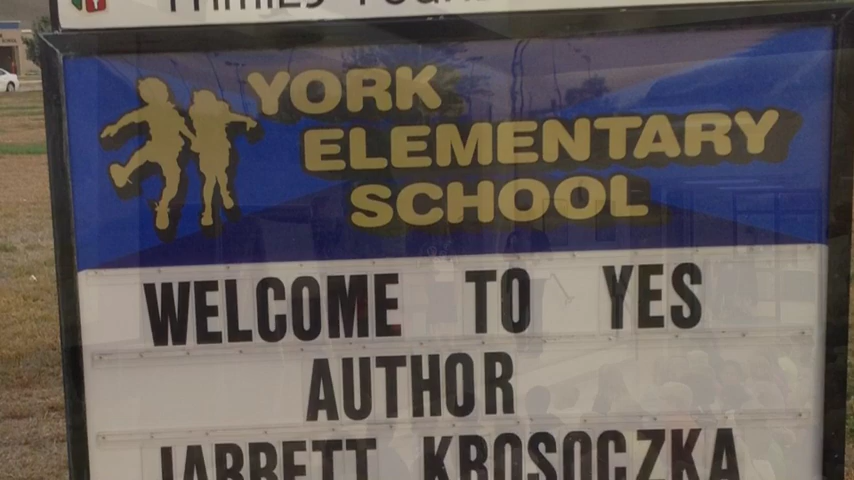 YORK
ELEMENTARY
SCHOOL
WELCOME TO YES
AUTHOR
JARRETT KROSOCZKA